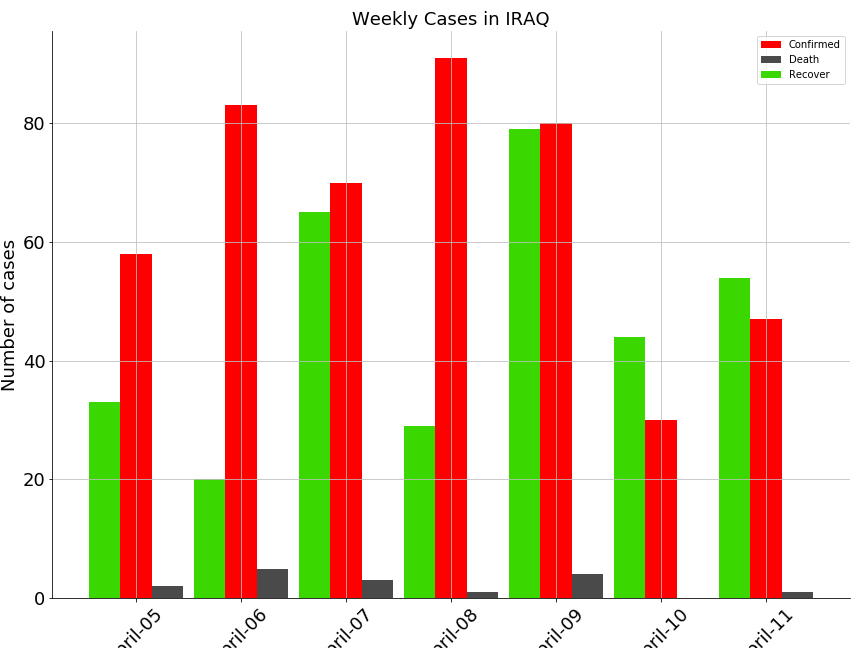 Weekly Cases in IRAQ
Confirmed
Death
Recover
Number of cases
80
60
40
20
0
pril-05
pril-06
pril-07
pril-08
pril-09
pril-10
pril-11